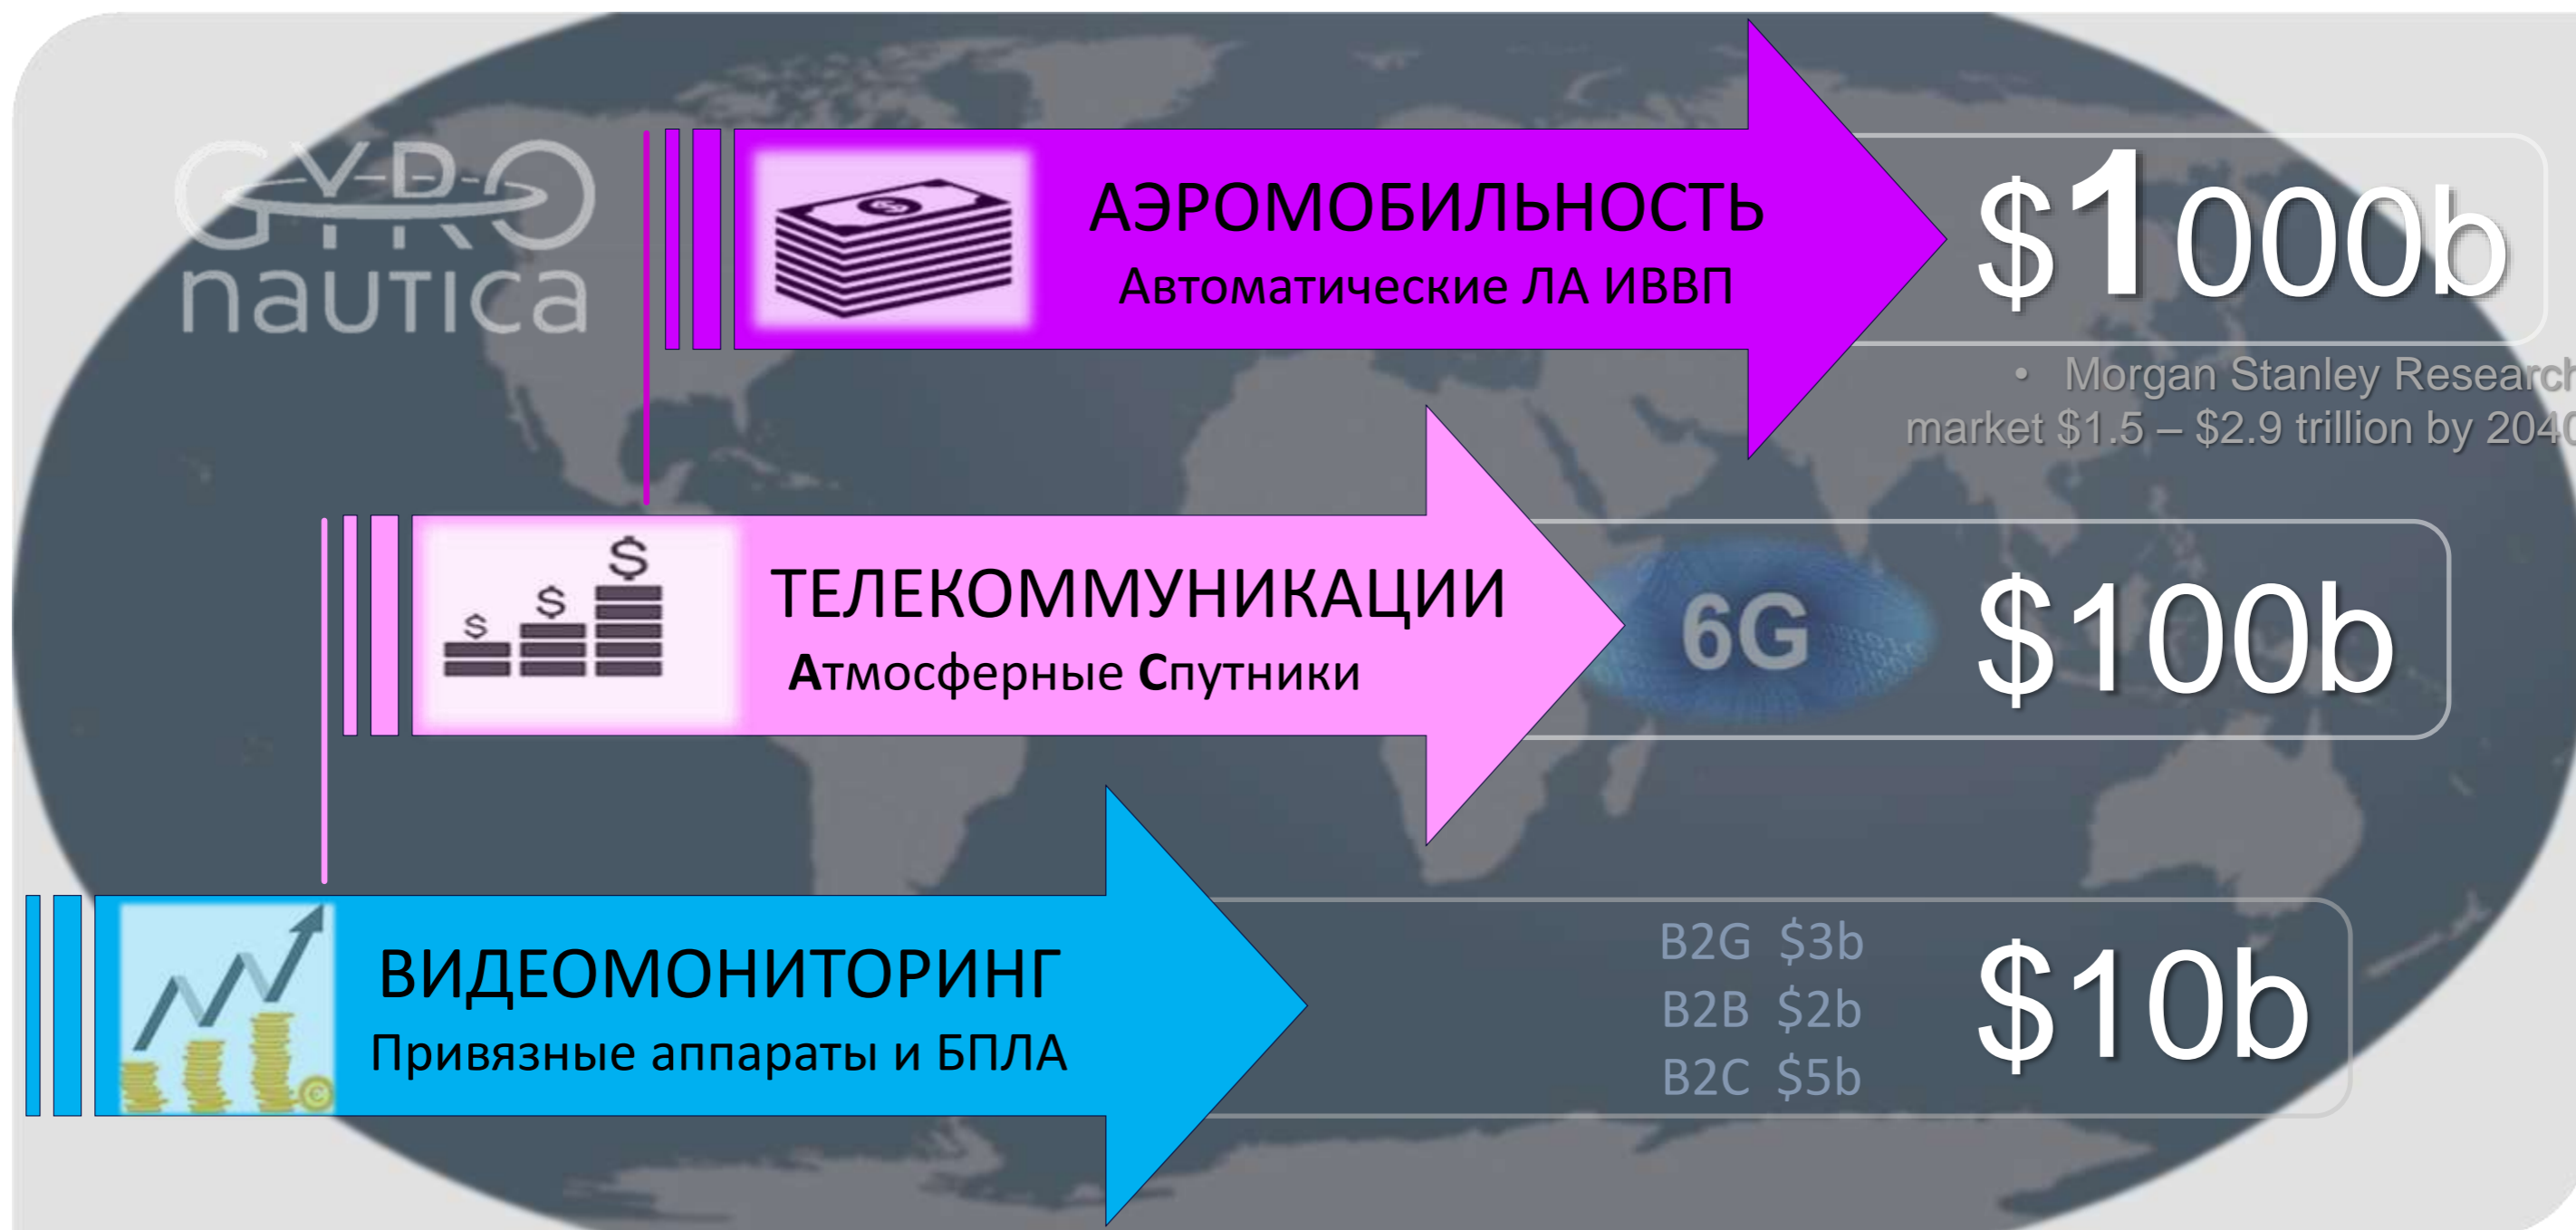 GYRO
nautica
АЭРОМОБИЛЬНОСТЬ
Автоматические ЛА ИВВП
$1000b
• Morgan Stanley Research
market $1.5 – $2.9 trillion by 2040
ТЕЛЕКОММУНИКАЦИИ
Атмосферные Спутники
6G
$100b
ВИДЕОМОНИТОРИНГ
Привязные аппараты и БПЛА
B2G $3b
B2B $2b
B2C $5b
$10b